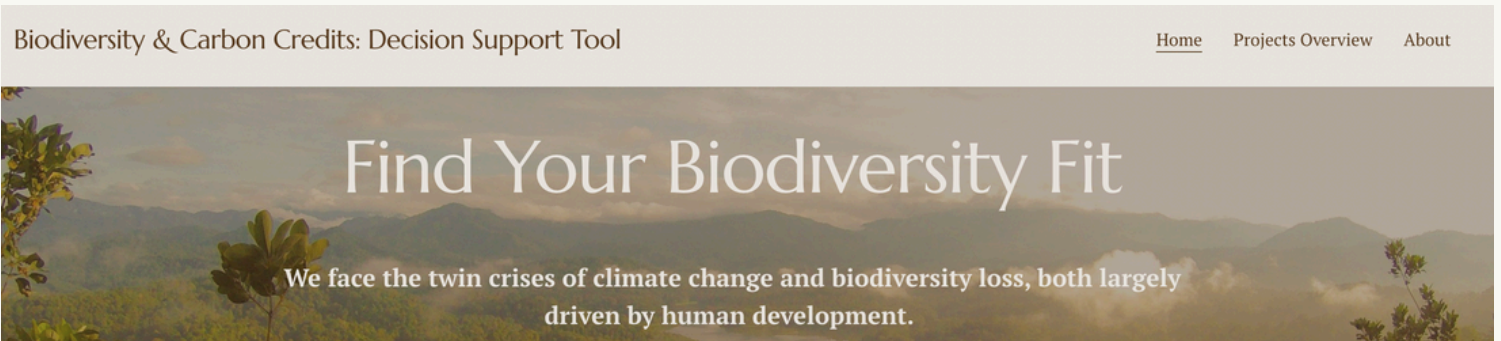 Biodiversity & Carbon Credits: Decision Support Tool
Home Projects Overview About
Find Your Biodiversity Fit
We face the twin crises of climate change and biodiversity loss, both largely
driven by human development.